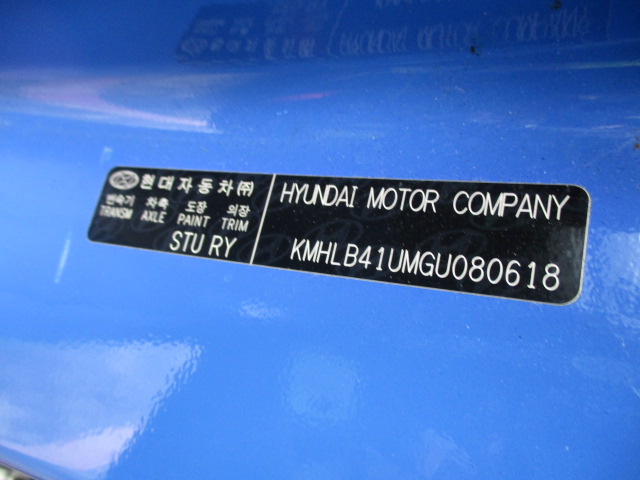 현대자동차(주)
변속기 차축 도장 의장
TRANSM AXLE PAINT TRIM
STU RY
HYUNDAI MOTOR COMPANY
KMHLB41UMGU080618